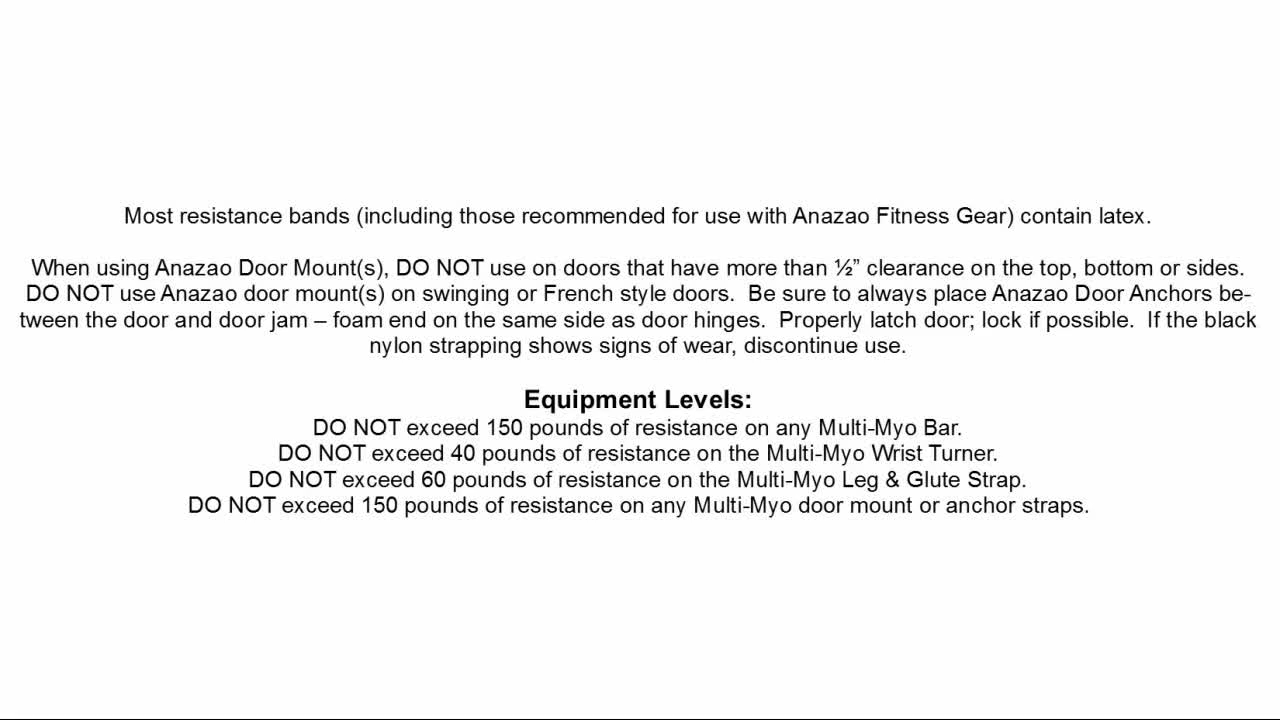 Most resistance bands (including those recommended for use with Anazao Fitness Gear) contain latex.
When using Anazao Door Mount(s), DO NOT use on doors that have more than ½” clearance on the top, bottom or sides.
DO NOT use Anazao door mount(s) on swinging or French style doors.  Be sure to always place Anazao Door Anchors be-
tween the door and door jam – foam end on the same side as door hinges.  Properly latch door; lock if possible.  If the black
nylon strapping shows signs of wear, discontinue use.
Equipment Levels:
DO NOT exceed 150 pounds of resistance on any Multi-Myo Bar.
DO NOT exceed 40 pounds of resistance on the Multi-Myo Wrist Turner.
DO NOT exceed 60 pounds of resistance on the Multi-Myo Leg & Glute Strap.
DO NOT exceed 150 pounds of resistance on any Multi-Myo door mount or anchor straps.